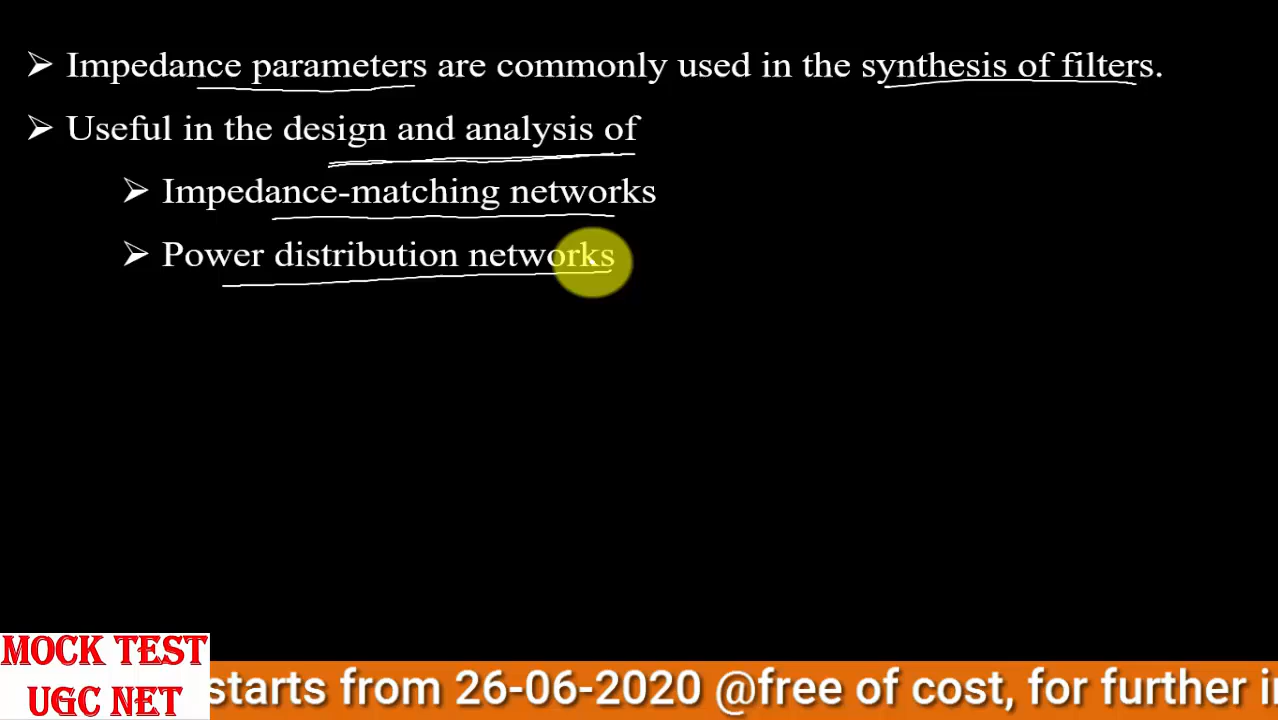 ➢ Impedance parameters are commonly used in the synthesis of filters.
➢ Useful in the design and analysis of
➢ Impedance-matching networks
➢ Power distribution networks
MOCK TEST
UGC NET
starts from 26-06-2020 @free of cost, for further